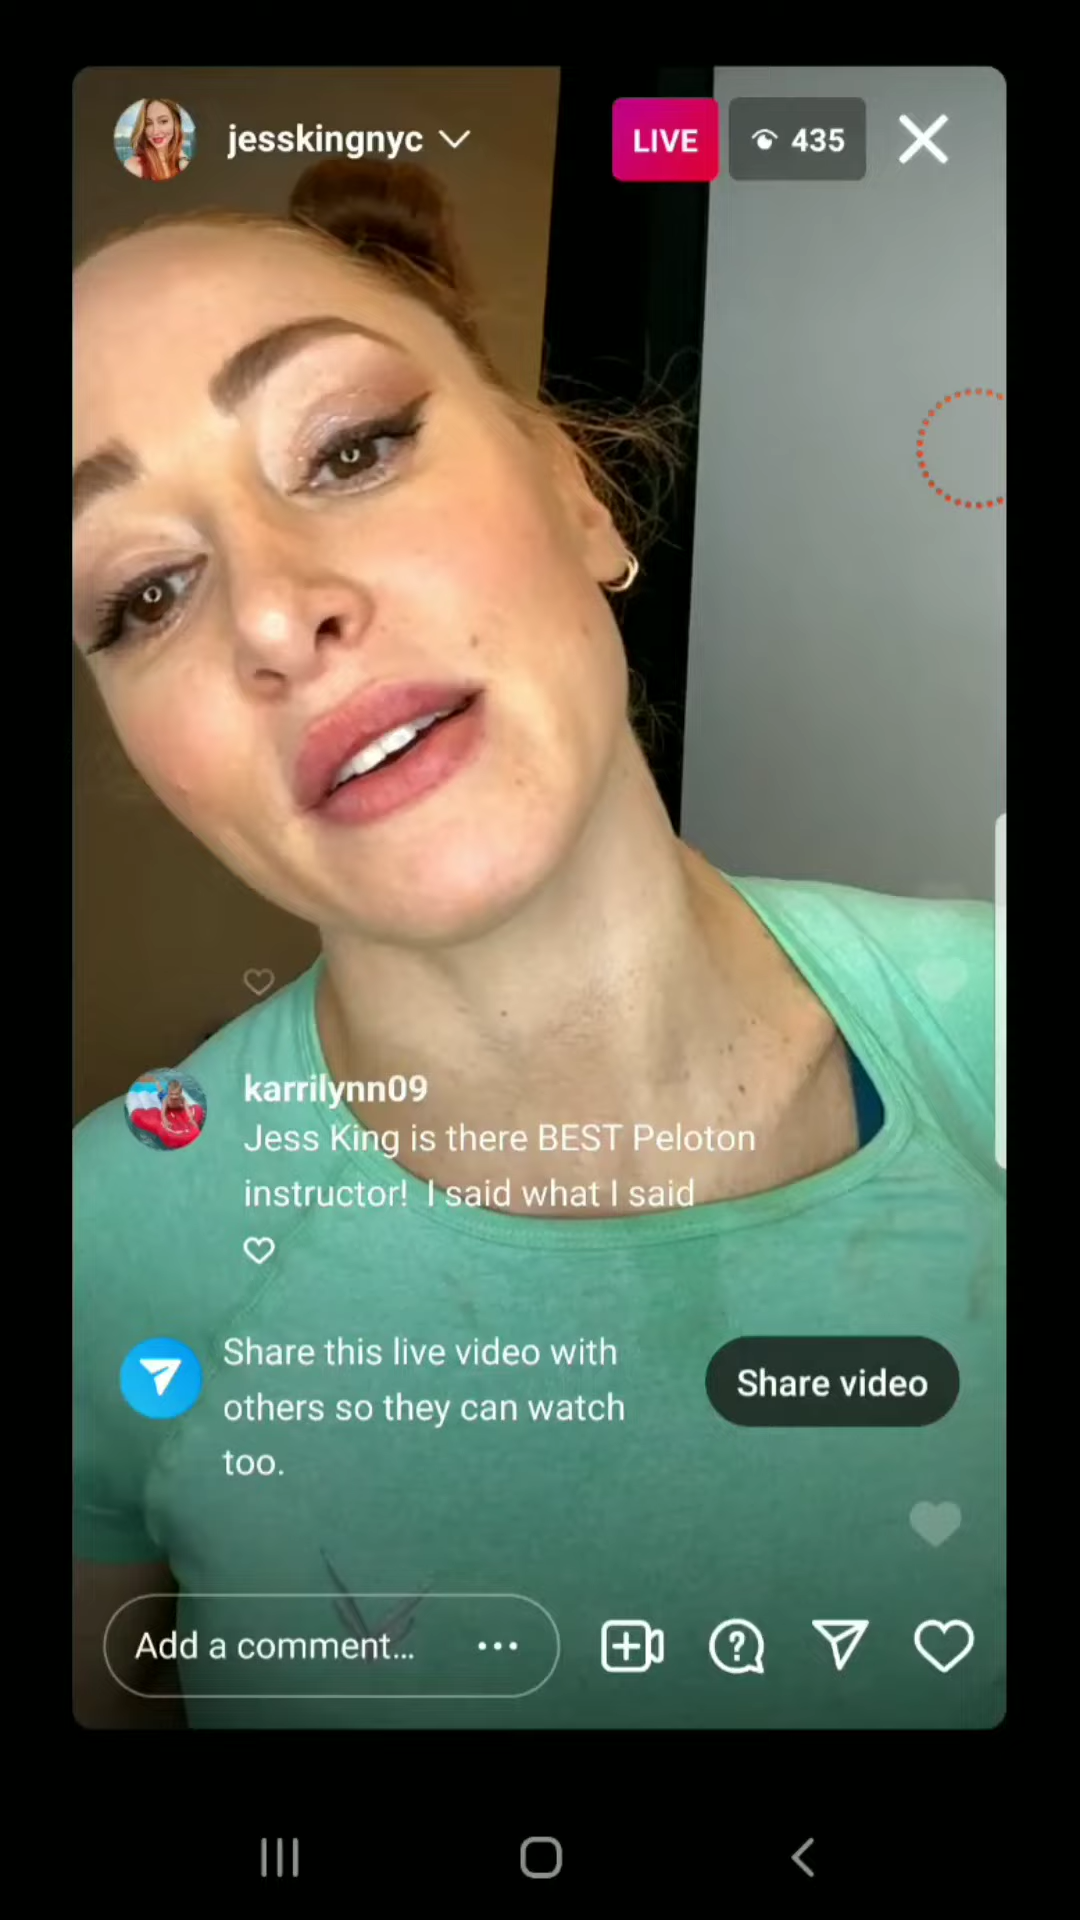 jesskingnyc
LIVE
435
karrilynn09
Jess King is there BEST Peloton
instructor! I said what I said
Share this live video with
others so they can watch
too.
Share video
Add a comment...